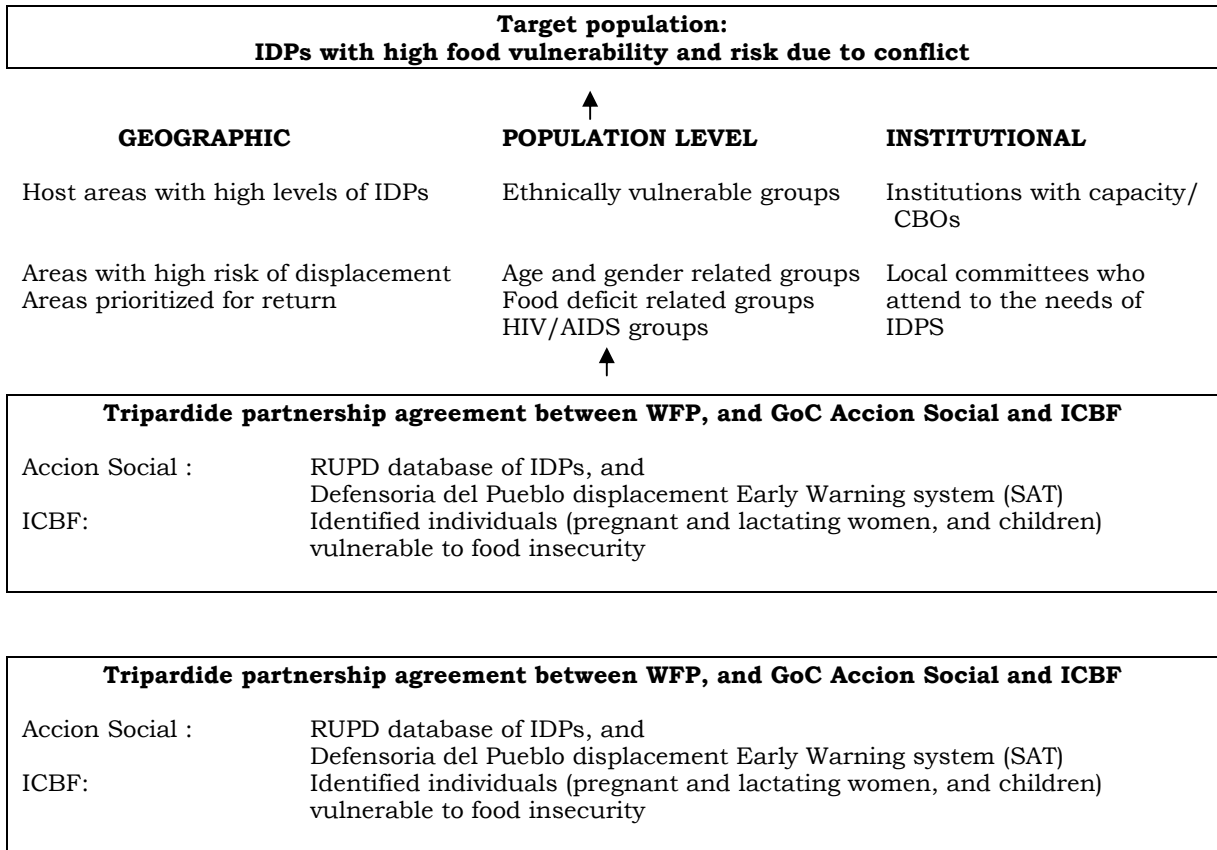 Target population:
IDPs with high food vulnerability and risk due to conflict
GEOGRAPHIC POPULATION LEVEL INSTITUTIONAL
Host areas with high levels of IDPs Ethnically vulnerable groups Institutions with capacity/
CBOs
Areas with high risk of displacement Age and gender related groups Local committees who
Areas prioritized for return Food deficit related groups attend to the needs of
HIV/AIDS groups IDPS
Tripardide partnership agreement between WFP, and GoC Accion Social and ICBF
Accion Social : RUPD database of IDPs, and
Defensoria del Pueblo displacement Early Warning system (SAT)
ICBF: Identified individuals (pregnant and lactating women, and children)
vulnerable to food insecurity
Tripardide partnership agreement between WFP, and GoC Accion Social and ICBF
Accion Social : RUPD database of IDPs, and
Defensoria del Pueblo displacement Early Warning system (SAT)
ICBF: Identified individuals (pregnant and lactating women, and children)
vulnerable to food insecurity